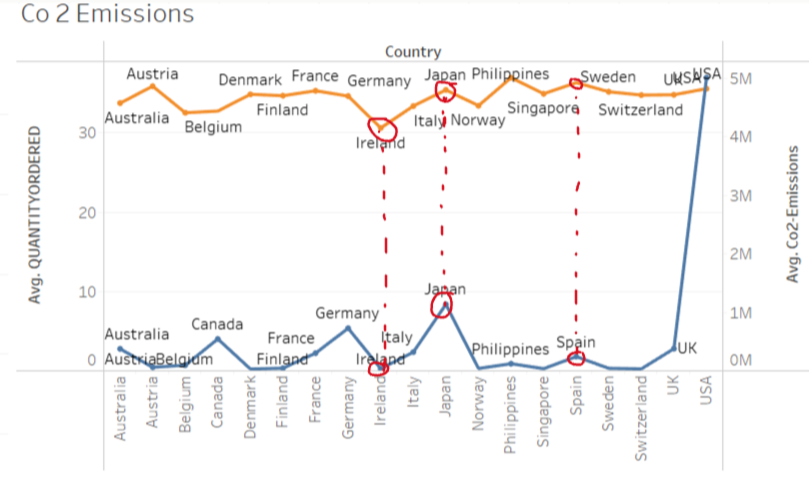 Co 2 Emissions
Country
Austria
Denmark France Germany Japan Philippines Sweden UK USA USA
Australia Belgium Finland Ireland Italy Norway Singapore Switzerland
Avg. QUANTITYORDERED
30
20
10
0
5M
4M
3M
2M
1M
0M
Avg. Co2-Emissions
Japan
Germany
Australia Canada France Italy Spain
Austria Belgium Finland Ireland Philippines UK
Australia
Austria
Belgium
Canada
Denmark
Finland
France
Germany
Ireland
Italy
Japan
Norway
Philippines
Singapore
Spain
Sweden
Switzerland
UK
USA